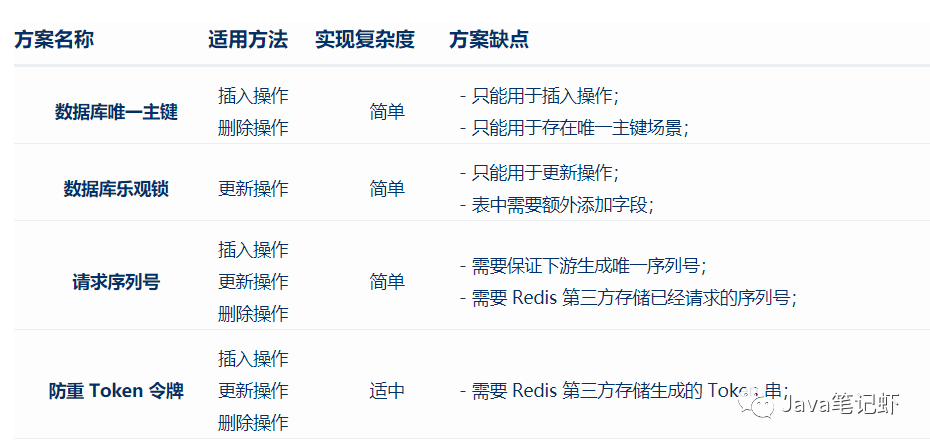 方案名称 适用方法 实现复杂度 方案缺点
数据库唯一主键 插入操作 删除操作 简单 - 只能用于插入操作;
- 只能用于存在唯一主键场景;
数据库乐观锁 更新操作 简单 - 只能用于更新操作;
- 表中需要额外添加字段;
请求序列号 插入操作 更新操作 删除操作 简单 - 需要保证下游生成唯一序列号;
- 需要 Redis 第三方存储已经请求的序列号;
防重 Token 令牌 插入操作 更新操作 删除操作 适中 - 需要 Redis 第三方存储生成的 Token 串;
Java笔记虾